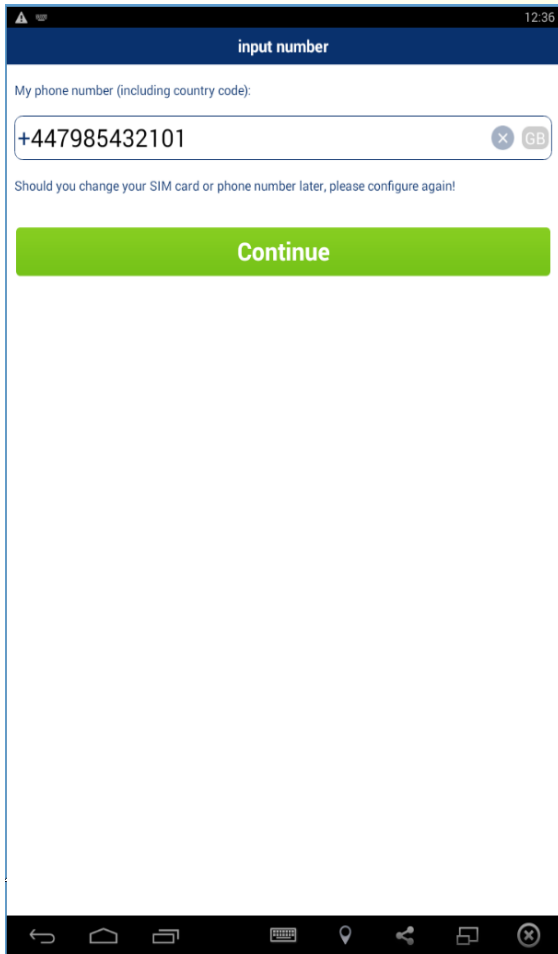 12:36
input number
My phone number (including country code):
+447985432101
GB
Should you change your SIM card or phone number later, please configure again!
Continue